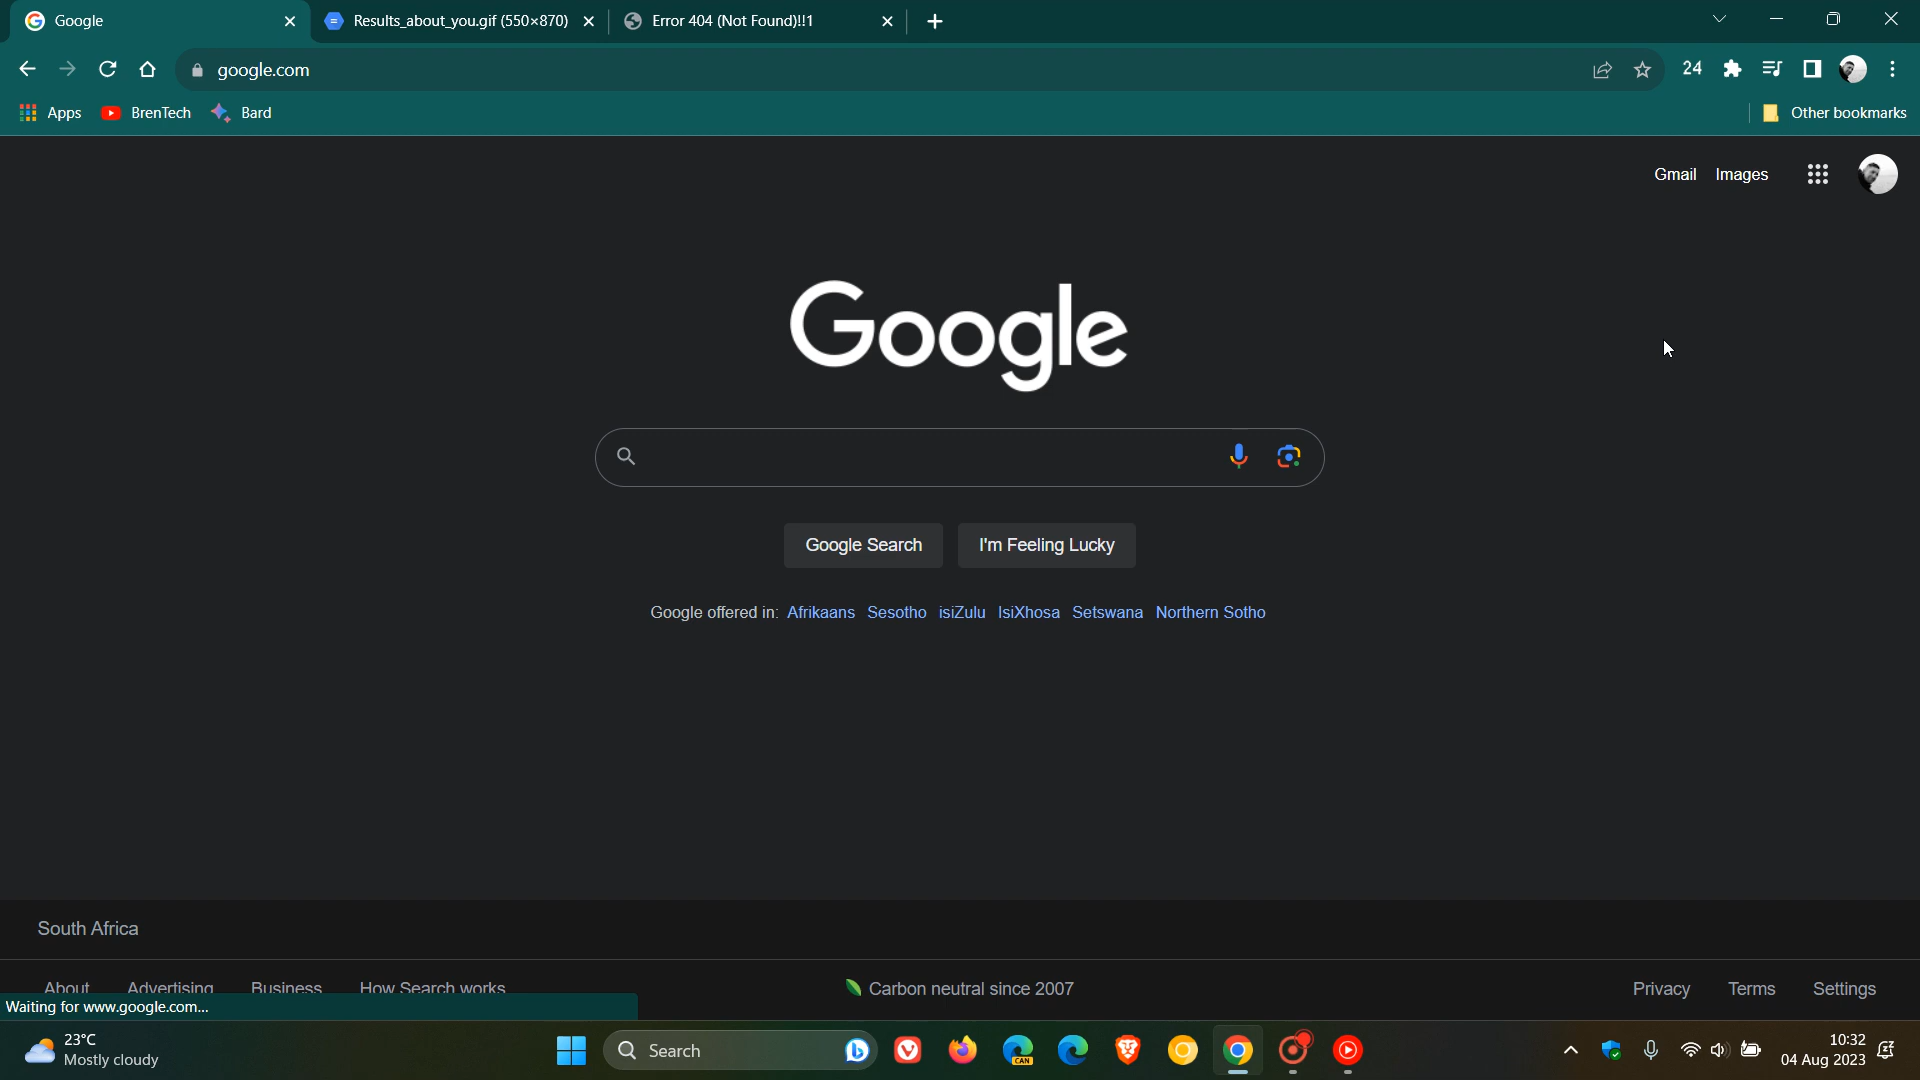 Google
Results_about_you.gif (550×870)
Error 404 (Not Found)!!1
google.com
24
Apps
BrenTech
Bard
Other bookmarks
Gmail
Images
Google
Google Search
I'm Feeling Lucky
Google offered in: Afrikaans Sesotho isiZulu IsiXhosa Setswana Northern Sotho
South Africa
About
Advertising
Business
How Search works
Carbon neutral since 2007
Privacy
Terms
Settings
Waiting for www.google.com...
23°C
Mostly cloudy
Search
CAN
10:32
04 Aug 2023